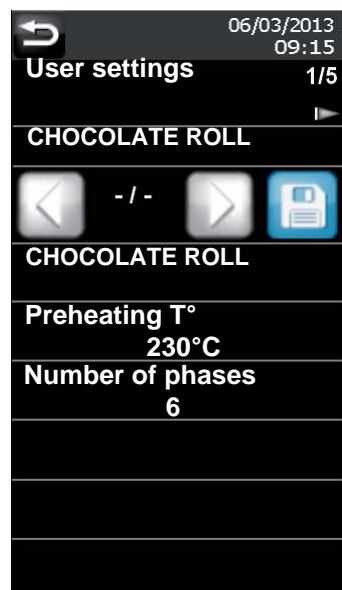 06/03/2013
09:15
User settings
1/5
CHOCOLATE ROLL
- / -
CHOCOLATE ROLL
Preheating T°
230°C
Number of phases
6